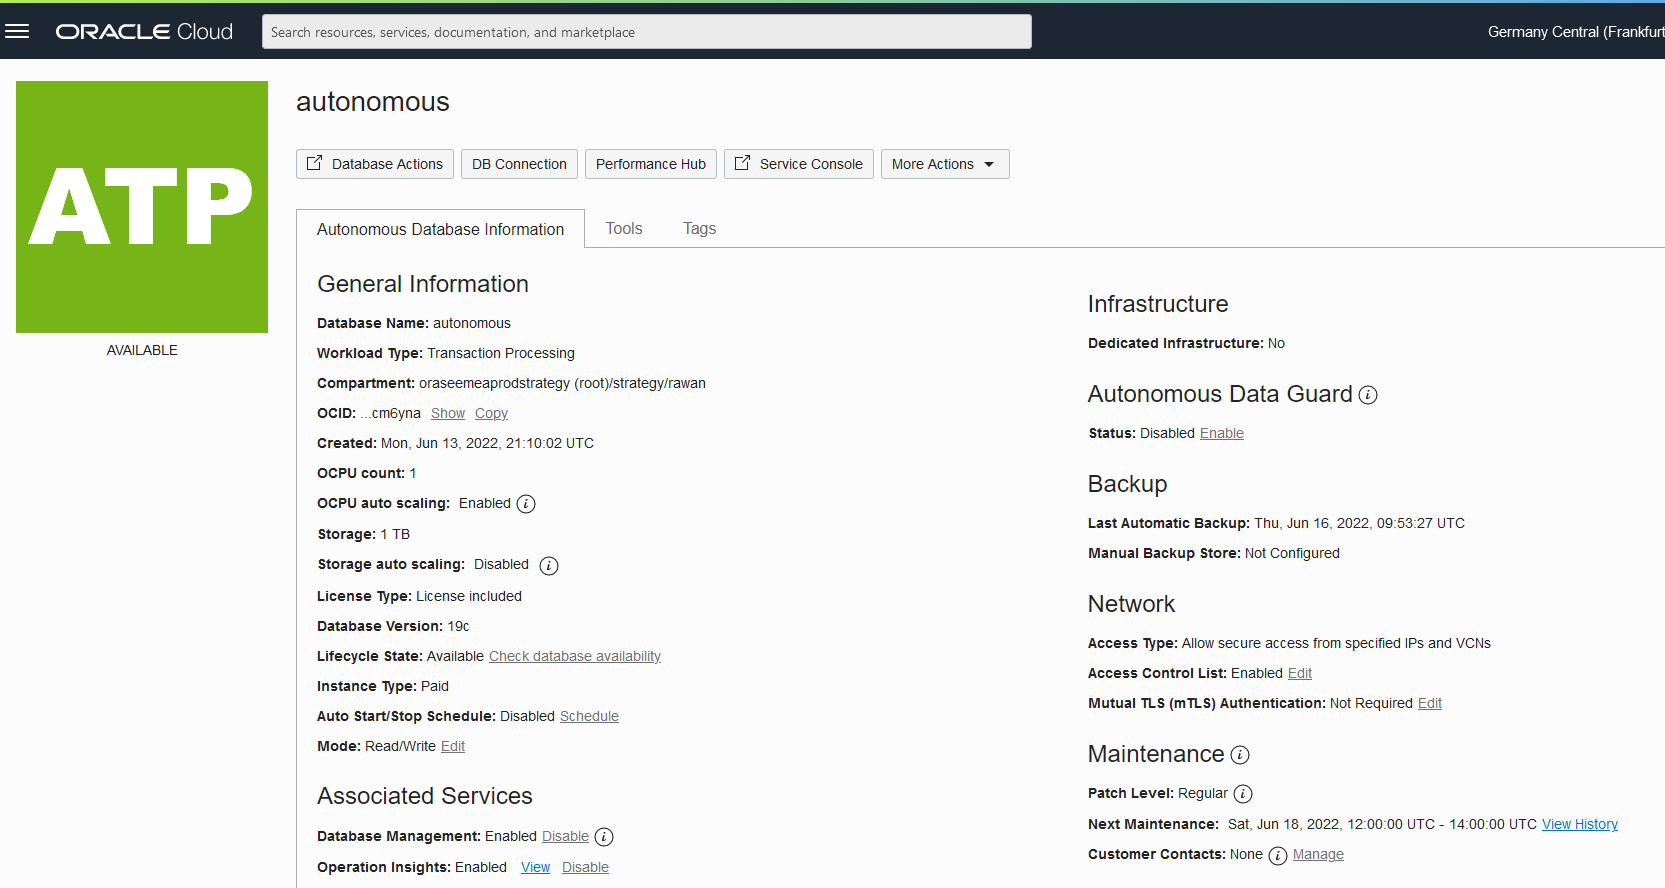 ORACLE Cloud
Search resources, services, documentation, and marketplace
Germany Central (Frankfurt
ATP
AVAILABLE
autonomous
Database Actions
DB Connection
Performance Hub
Service Console
More Actions
Autonomous Database Information
Tools
Tags
General Information
Database Name: autonomous
Workload Type: Transaction Processing
Compartment: oraseemeaprodstrategy (root)/strategy/rawan
OCID: ...cm6yna Show Copy
Created: Mon, Jun 13, 2022, 21:10:02 UTC
OCPU count: 1
OCPU auto scaling: Enabled i
Storage: 1 TB
Storage auto scaling: Disabled i
License Type: License included
Database Version: 19c
Lifecycle State: Available Check database availability
Instance Type: Paid
Auto Start/Stop Schedule: Disabled Schedule
Mode: Read/Write Edit
Associated Services
Database Management: Enabled Disable i
Operation Insights: Enabled View Disable
Infrastructure
Dedicated Infrastructure: No
Autonomous Data Guard i
Status: Disabled Enable
Backup
Last Automatic Backup: Thu, Jun 16, 2022, 09:53:27 UTC
Manual Backup Store: Not Configured
Network
Access Type: Allow secure access from specified IPs and VCNs
Access Control List: Enabled Edit
Mutual TLS (mTLS) Authentication: Not Required Edit
Maintenance i
Patch Level: Regular i
Next Maintenance: Sat, Jun 18, 2022, 12:00:00 UTC - 14:00:00 UTC View History
Customer Contacts: None i Manage